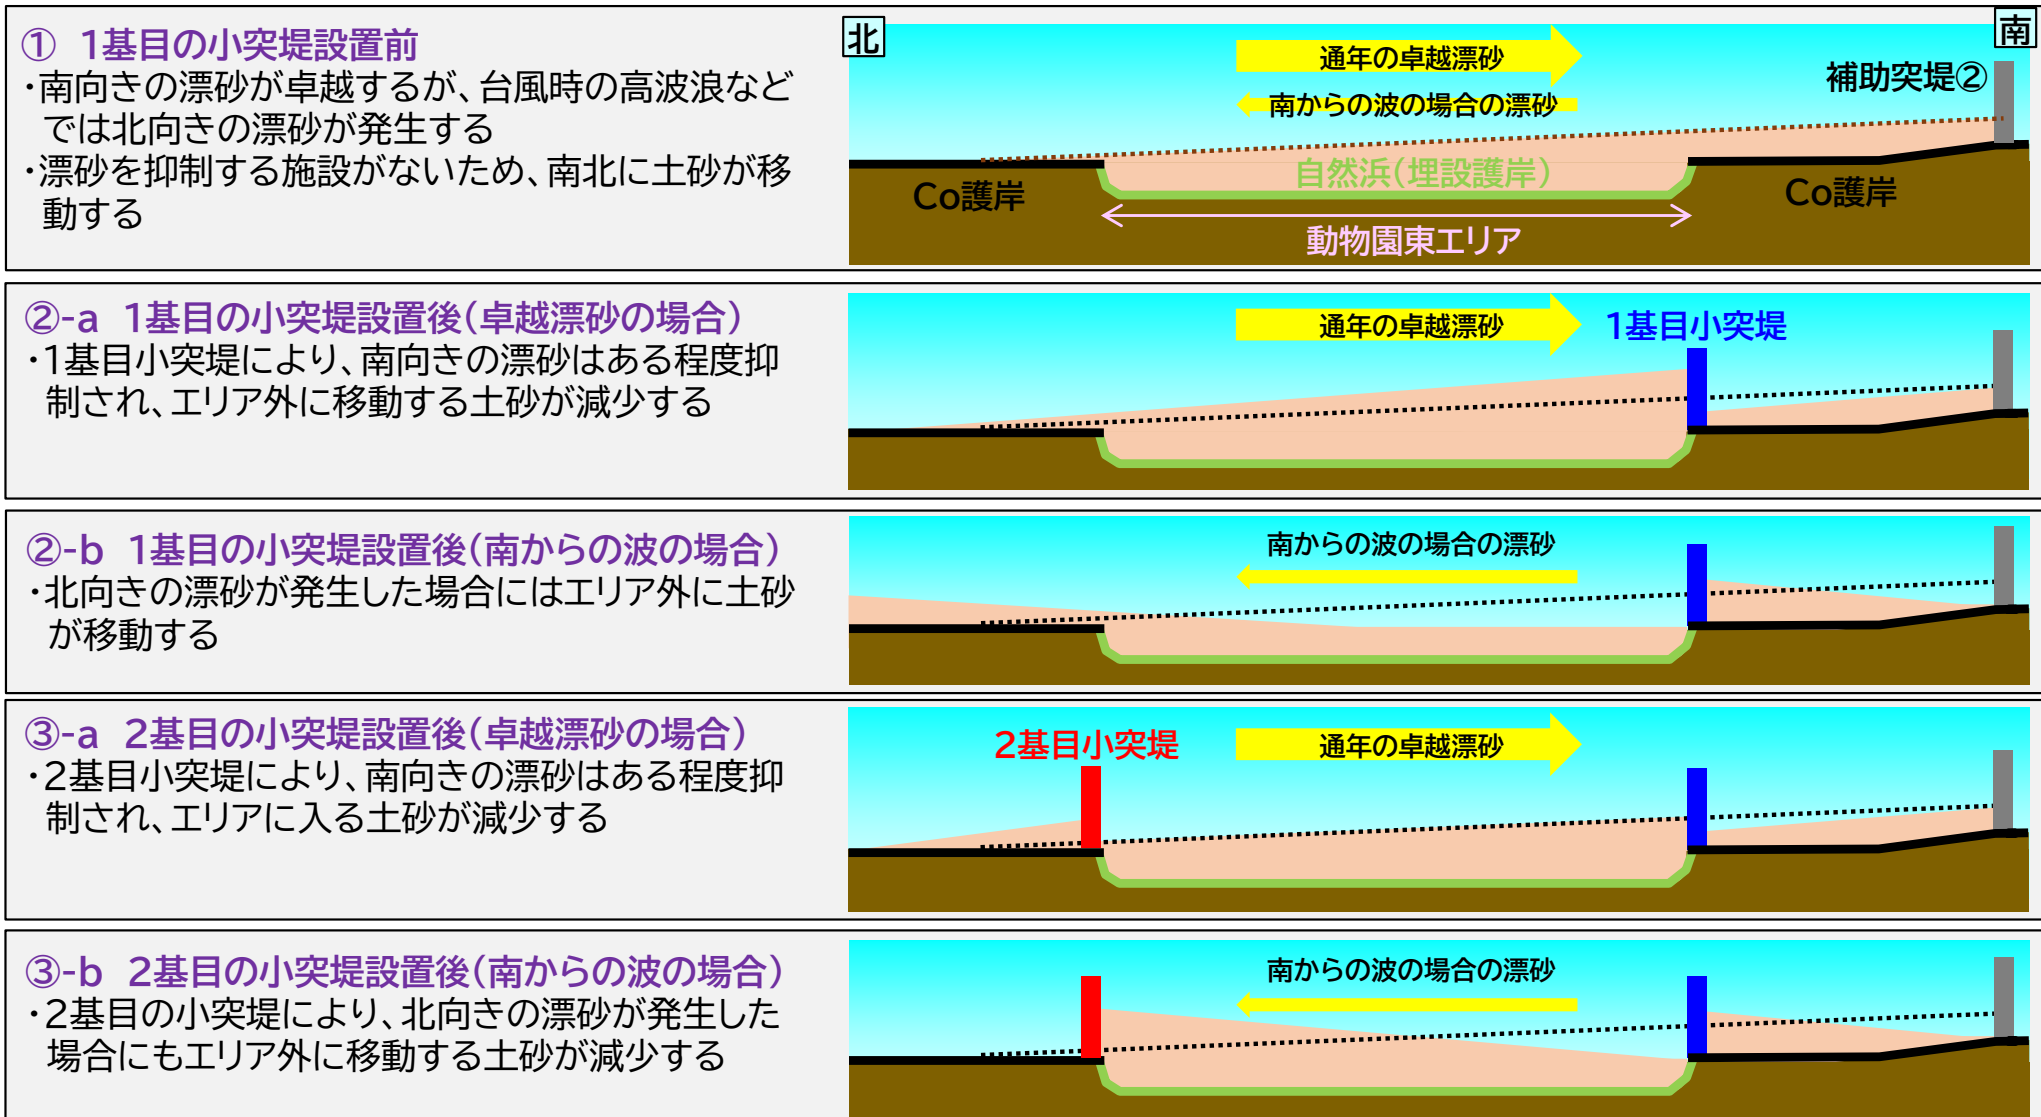 ① 1基目の小突堤設置前
・南向きの漂砂が卓越するが、台風時の高波浪など
では北向きの漂砂が発生する
・漂砂を抑制する施設がないため、南北に土砂が移
動する
北
南
通年の卓越漂砂
南からの波の場合の漂砂
補助突堤②
自然浜(埋設護岸)
Co護岸
Co護岸
動物園東エリア
②-a 1基目の小突堤設置後(卓越漂砂の場合)
・1基目小突堤により、南向きの漂砂はある程度抑
制され、エリア外に移動する土砂が減少する
通年の卓越漂砂
1基目小突堤
②-b 1基目の小突堤設置後(南からの波の場合)
・北向きの漂砂が発生した場合にはエリア外に土砂
が移動する
南からの波の場合の漂砂
③-a 2基目の小突堤設置後(卓越漂砂の場合)
・2基目小突堤により、南向きの漂砂はある程度抑
制され、エリアに入る土砂が減少する
2基目小突堤
通年の卓越漂砂
③-b 2基目の小突堤設置後(南からの波の場合)
・2基目の小突堤により、北向きの漂砂が発生した
場合にもエリア外に移動する土砂が減少する
南からの波の場合の漂砂